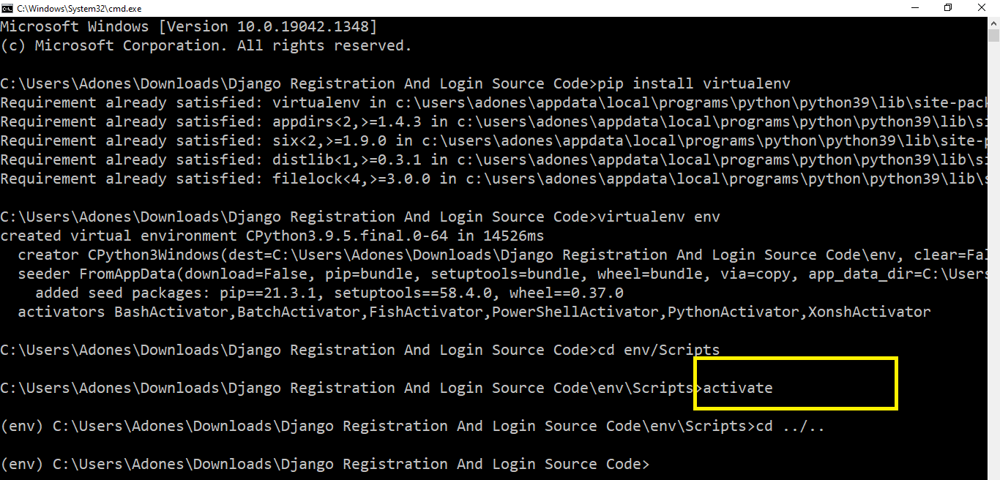 C:\Windows\System32\cmd.exe
Microsoft Windows [Version 10.0.19042.1348]
(c) Microsoft Corporation. All rights reserved.
C:\Users\Adones\Downloads\Django Registration And Login Source Code>pip install virtualenv
Requirement already satisfied: virtualenv in c:\users\adones\appdata\local\programs\python\python39\lib\site-pack
Requirement already satisfied: appdirs<2,>=1.4.3 in c:\users\adones\appdata\local\programs\python\python39\lib\si
Requirement already satisfied: six<2,>=1.9.0 in c:\users\adones\appdata\local\programs\python\python39\lib\site-p
Requirement already satisfied: distlib<1,>=0.3.1 in c:\users\adones\appdata\local\programs\python\python39\lib\si
Requirement already satisfied: filelock<4,>=3.0.0 in c:\users\adones\appdata\local\programs\python\python39\lib\s
C:\Users\Adones\Downloads\Django Registration And Login Source Code>virtualenv env
created virtual environment CPython3.9.5.final.0-64 in 14526ms
  creator CPython3Windows(dest=C:\Users\Adones\Downloads\Django Registration And Login Source Code\env, clear=Fal
  seeder FromAppData(download=False, pip=bundle, setuptools=bundle, wheel=bundle, via=copy, app_data_dir=C:\Users
    added seed packages: pip==21.3.1, setuptools==58.4.0, wheel==0.37.0
  activators BashActivator,BatchActivator,FishActivator,PowerShellActivator,PythonActivator,XonshActivator
C:\Users\Adones\Downloads\Django Registration And Login Source Code>cd env/Scripts
C:\Users\Adones\Downloads\Django Registration And Login Source Code\env\Scripts>activate
(env) C:\Users\Adones\Downloads\Django Registration And Login Source Code\env\Scripts>cd ../..
(env) C:\Users\Adones\Downloads\Django Registration And Login Source Code>